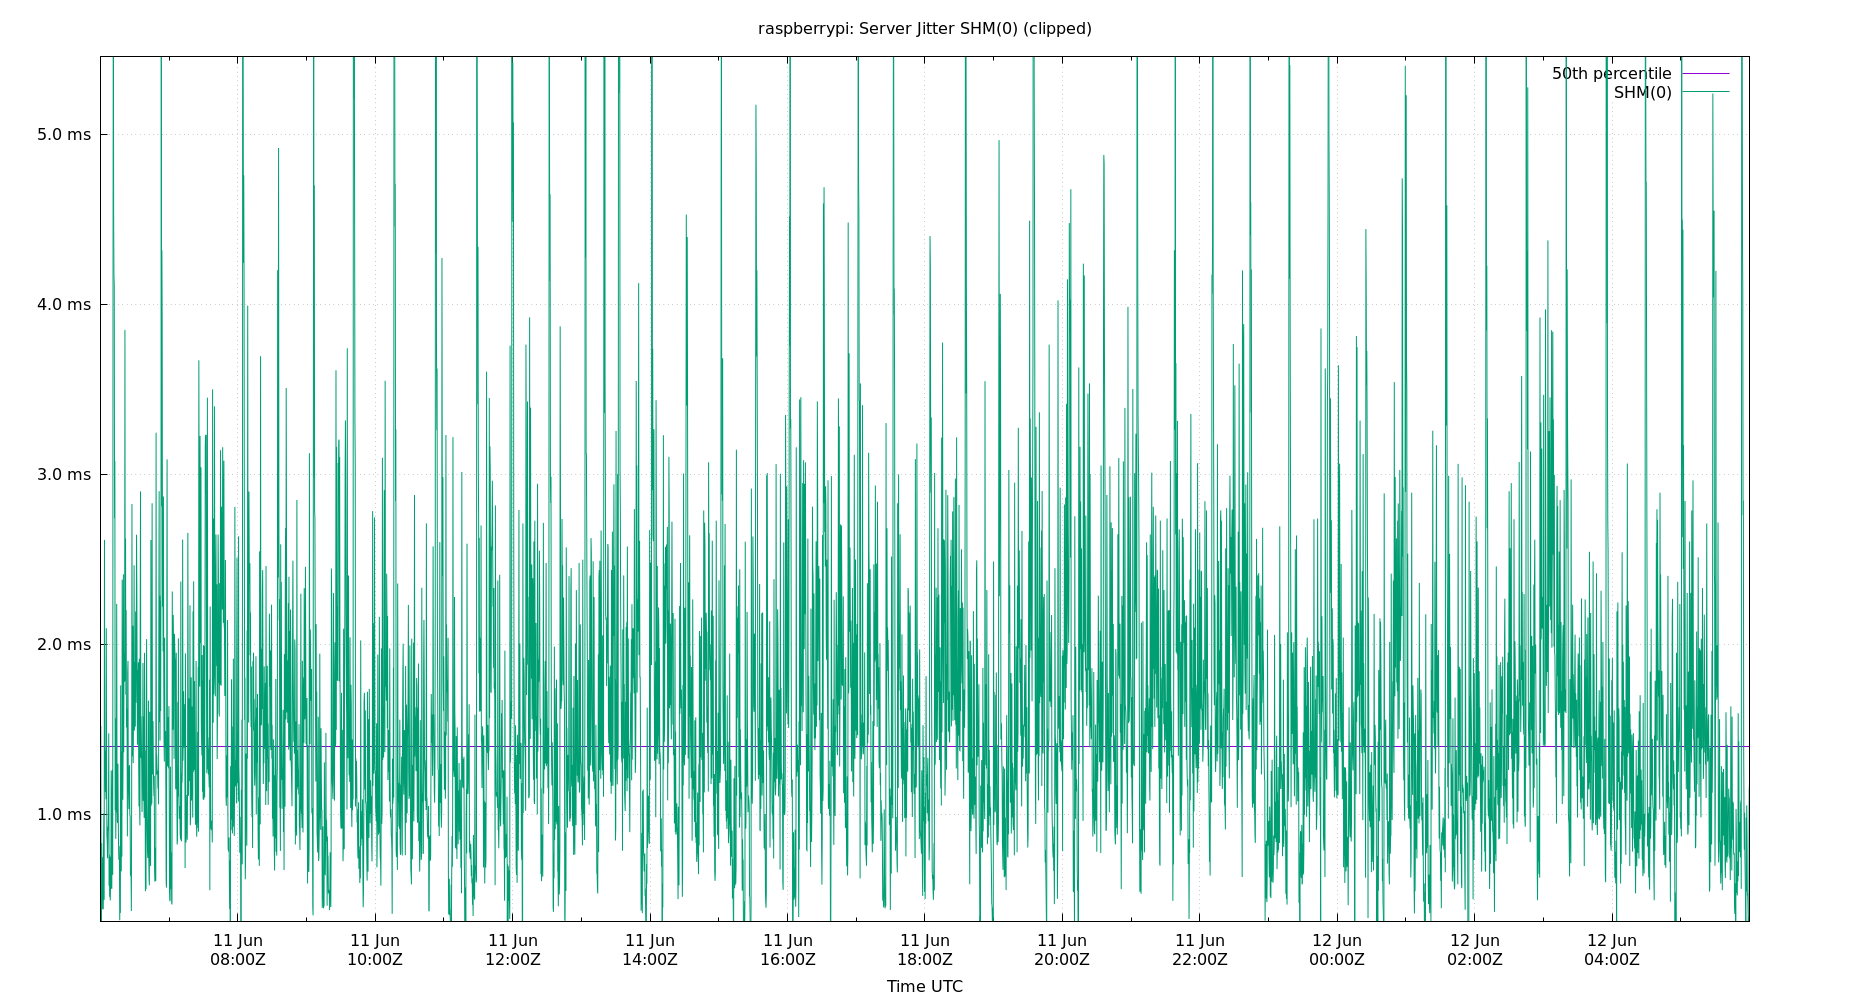 raspberrypi: Server Jitter SHM(0) (clipped)
50th percentile
SHM(0)
5.0 ms
4.0 ms
3.0 ms
2.0 ms
1.0 ms
11 Jun 11 Jun 11 Jun 11 Jun 11 Jun 11 Jun 11 Jun 11 Jun 12 Jun 12 Jun 12 Jun
08:00Z 10:00Z 12:00Z 14:00Z 16:00Z 18:00Z 20:00Z 22:00Z 00:00Z 02:00Z 04:00Z
Time UTC